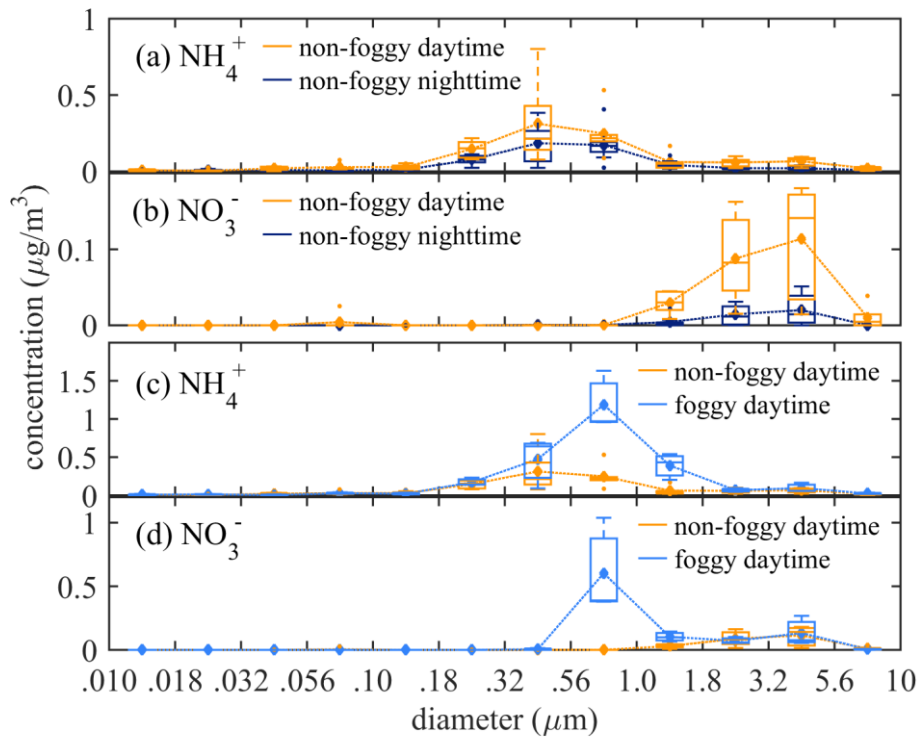 concentration (μg/m³)
1
0.5
0
(a) NH₄⁺
non-foggy daytime
non-foggy nighttime
0.1
0
(b) NO₃⁻
non-foggy daytime
non-foggy nighttime
1.5
1
0.5
0
(c) NH₄⁺
non-foggy daytime
foggy daytime
1
0.5
0
(d) NO₃⁻
non-foggy daytime
foggy daytime
.010 .018 .032 .056 .10 .18 .32 .56 1.0 1.8 3.2 5.6 10
diameter (μm)